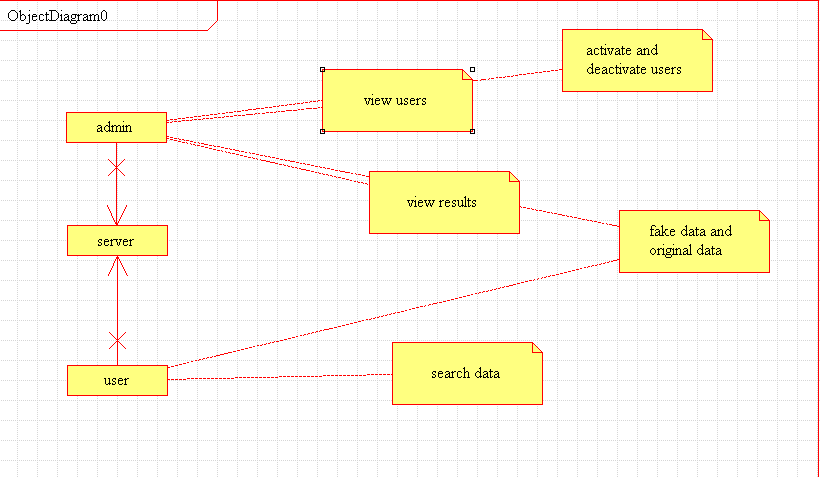 ObjectDiagram0
activate and
deactivate users
view users
admin
view results
fake data and
original data
server
search data
user